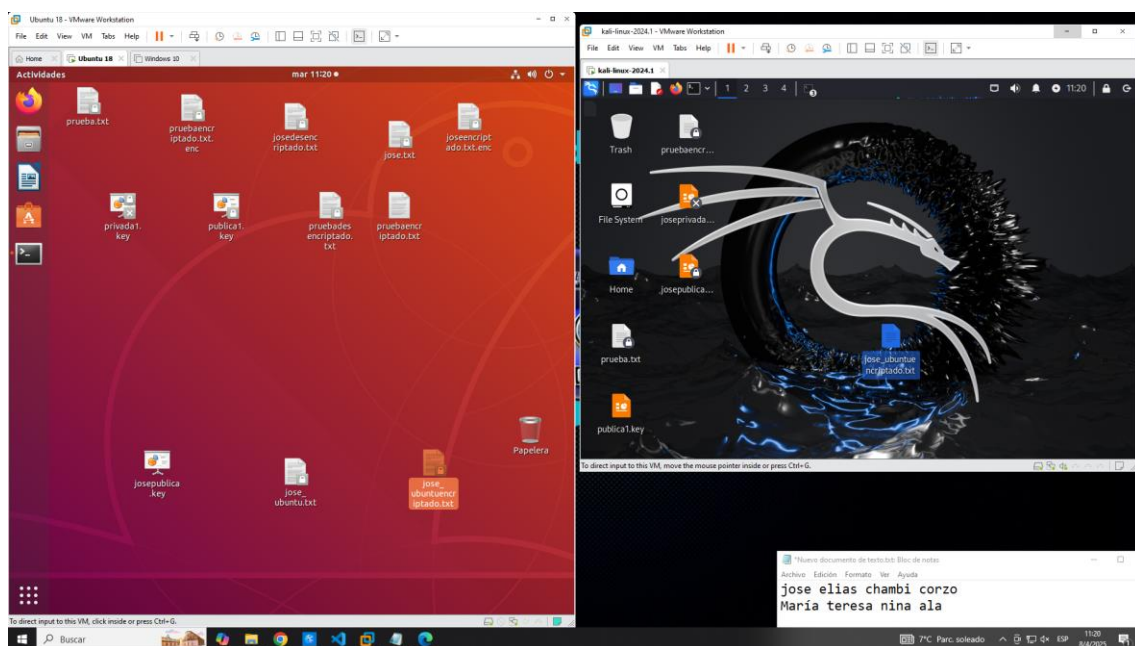 Ubuntu 18 - VMware Workstation
File Edit View VM Tabs Help
Home
Ubuntu 18
Windows 10
Actividades
mar 11:20
prueba.txt
pruebaencr
iptado.txt.
enc
josedesenc
riptado.txt
jose.txt
joseencript
ado.txt.enc
privada1.
key
publica1.
key
pruebades
encriptado.
txt
pruebaencr
iptado.txt
Papelera
josepublica
.key
jose_
ubuntu.txt
jose_
ubuntuencr
iptado.txt
To direct input to this VM, click inside or press Ctrl+G.
kali-linux-2024.1 - VMware Workstation
File Edit View VM Tabs Help
kali-linux-2024.1
1 2 3 4
11:20
Trash
pruebaencr...
File System
joseprivada...
Home
josepublica...
prueba.txt
jose_ubuntue
ncriptado.txt
publica1.key
To direct input to this VM, move the mouse pointer inside or press Ctrl+G.
*Nuevo documento de texto.txt: Bloc de notas
Archivo Edición Formato Ver Ayuda
jose elias chambi corzo
María teresa nina ala
Buscar
7°C Parc. soleado
ESP
11:20
8/4/2025